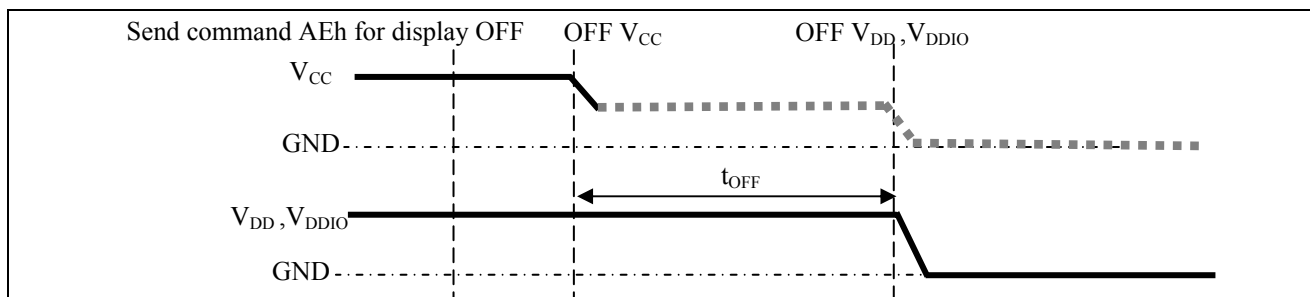 Send command AEh for display OFF OFF VCC OFF VDD ,VDDIO
VCC
GND
tOFF
VDD ,VDDIO
GND